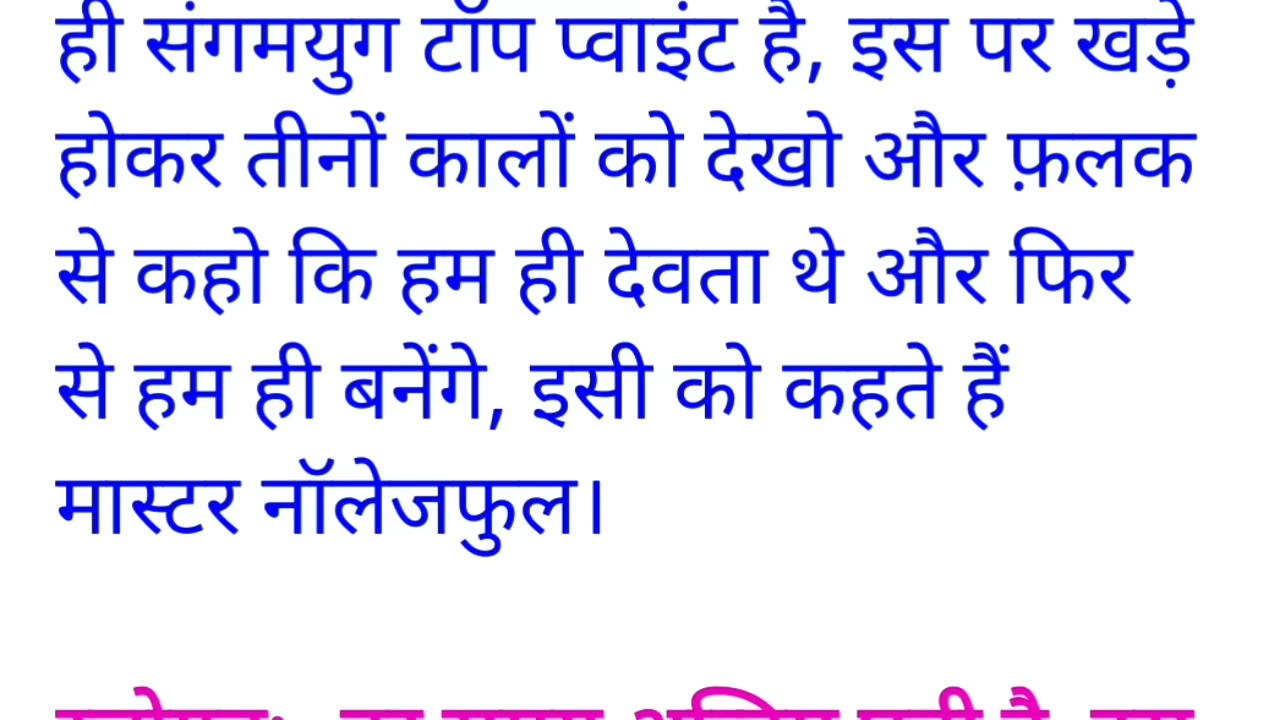 ही संगमयुग टॉप प्वाइंट है, इस पर खड़े
होकर तीनों कालों को देखो और फ़लक
से कहो कि हम ही देवता थे और फिर
से हम ही बनेंगे, इसी को कहते हैं
मास्टर नॉलेजफुल।